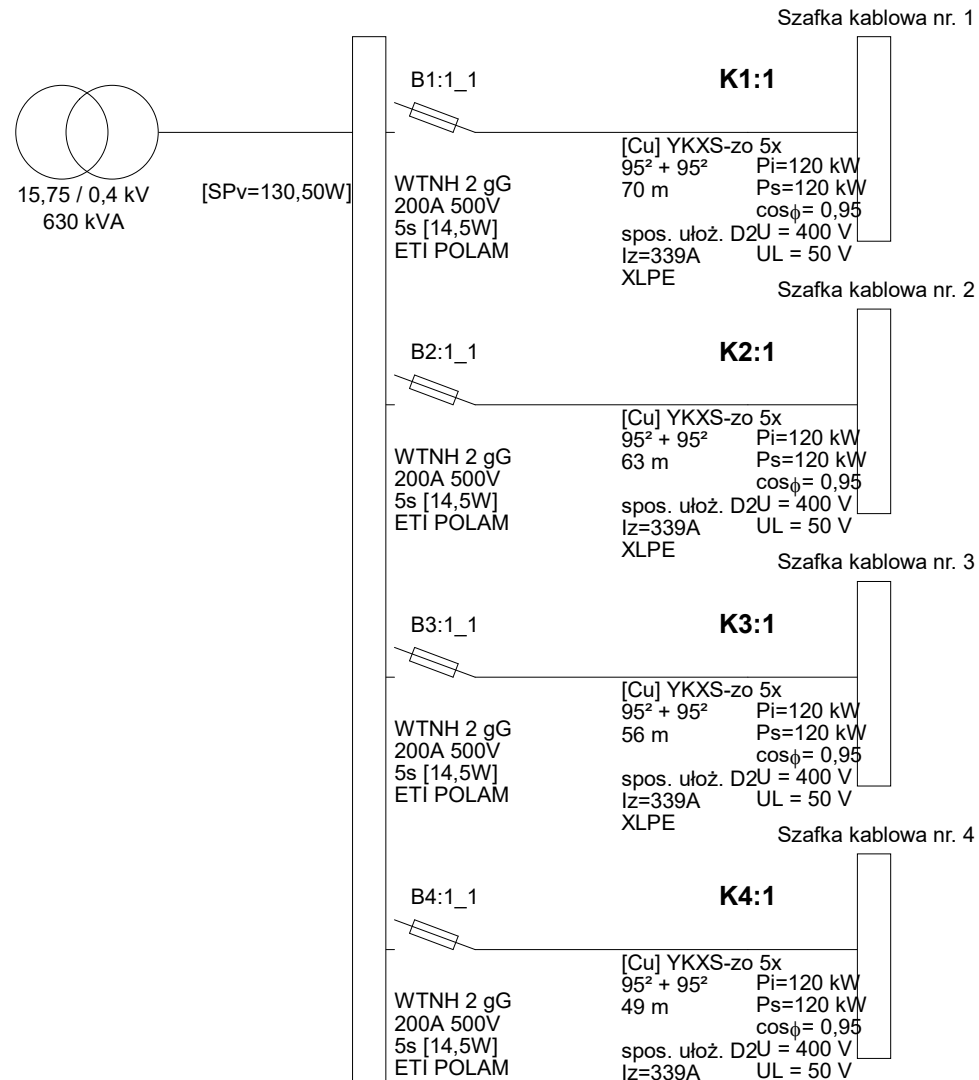 Szafka kablowa nr. 1
B1:1_1
K1:1
15,75 / 0,4 kV
630 kVA
[SPv=130,50W]
WTNH 2 gG
200A 500V
5s [14,5W]
ETI POLAM
[Cu] YKXS-zo 5x
95² + 95²
70 m
spos. ułoż. D2
Iz=339A
XLPE
Pi=120 kW
Ps=120 kW
cosϕ= 0,95
U = 400 V
UL = 50 V
Szafka kablowa nr. 2
B2:1_1
K2:1
WTNH 2 gG
200A 500V
5s [14,5W]
ETI POLAM
[Cu] YKXS-zo 5x
95² + 95²
63 m
spos. ułoż. D2
Iz=339A
XLPE
Pi=120 kW
Ps=120 kW
cosϕ= 0,95
U = 400 V
UL = 50 V
Szafka kablowa nr. 3
B3:1_1
K3:1
WTNH 2 gG
200A 500V
5s [14,5W]
ETI POLAM
[Cu] YKXS-zo 5x
95² + 95²
56 m
spos. ułoż. D2
Iz=339A
XLPE
Pi=120 kW
Ps=120 kW
cosϕ= 0,95
U = 400 V
UL = 50 V
Szafka kablowa nr. 4
B4:1_1
K4:1
WTNH 2 gG
200A 500V
5s [14,5W]
ETI POLAM
[Cu] YKXS-zo 5x
95² + 95²
49 m
spos. ułoż. D2
Iz=339A
Pi=120 kW
Ps=120 kW
cosϕ= 0,95
U = 400 V
UL = 50 V